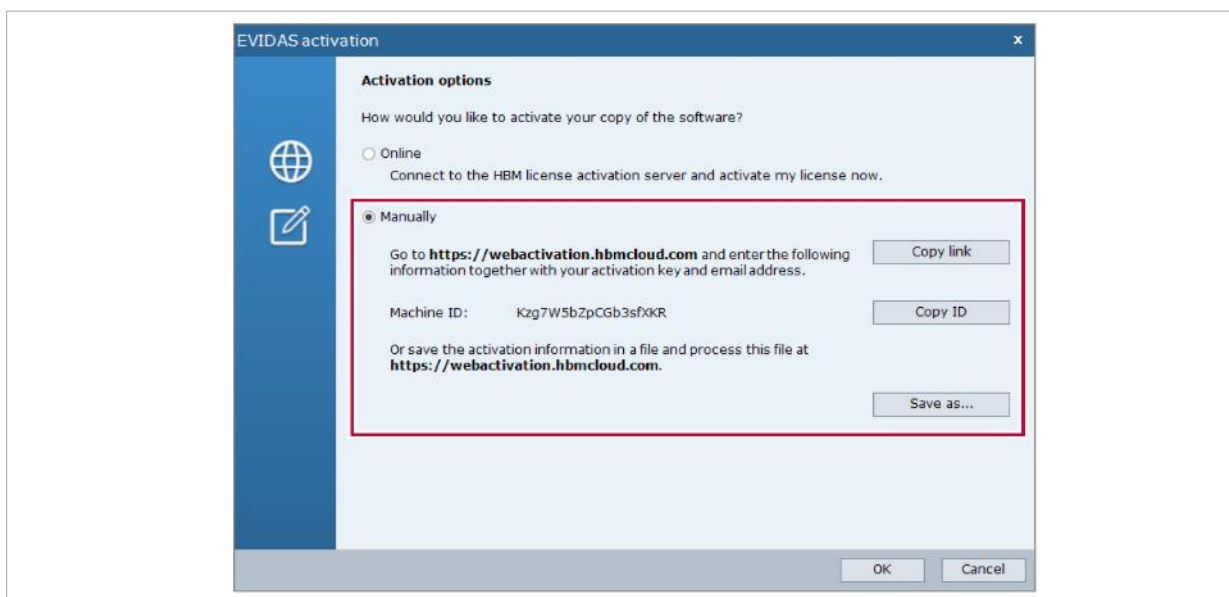 EVIDAS activation
x
Activation options
How would you like to activate your copy of the software?
Online
Connect to the HBM license activation server and activate my license now.
Manually
Go to https://webactivation.hbmcloud.com and enter the following
information together with your activation key and email address.
Copy link
Machine ID: Kzg7W5bZpCGb3sfXKR
Copy ID
Or save the activation information in a file and process this file at
https://webactivation.hbmcloud.com.
Save as...
OK
Cancel